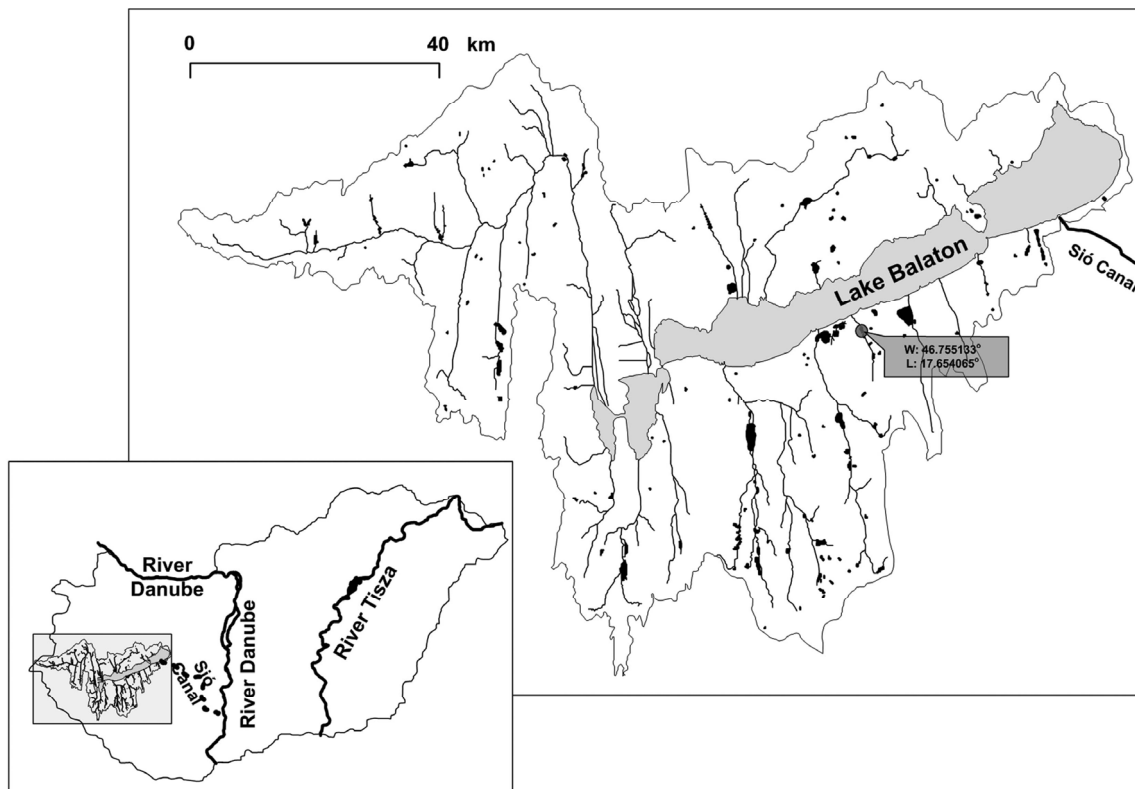 0 40 km
Lake Balaton
Sió Canal
W: 46.755133°
L: 17.654065°
River
Danube
River Danube
River Tisza
Sió
Canal